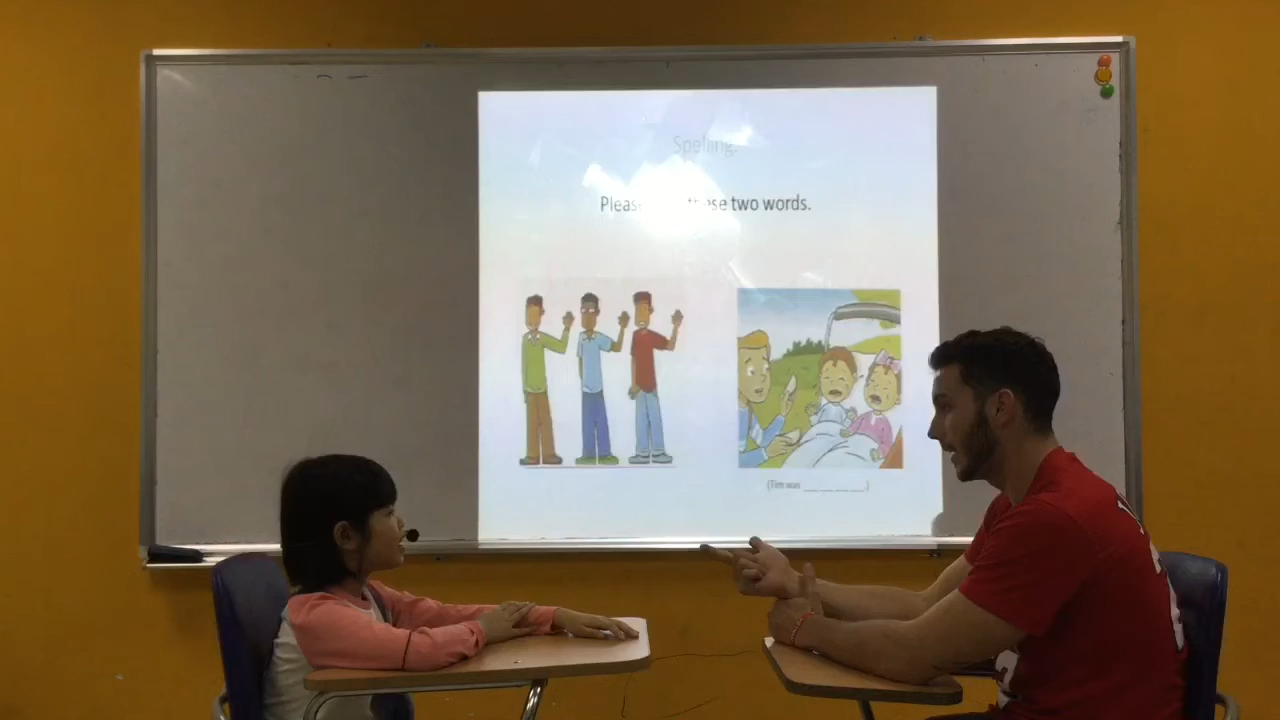 Spelling.
Please these two words.
(Tim was _ _ _ _ _)